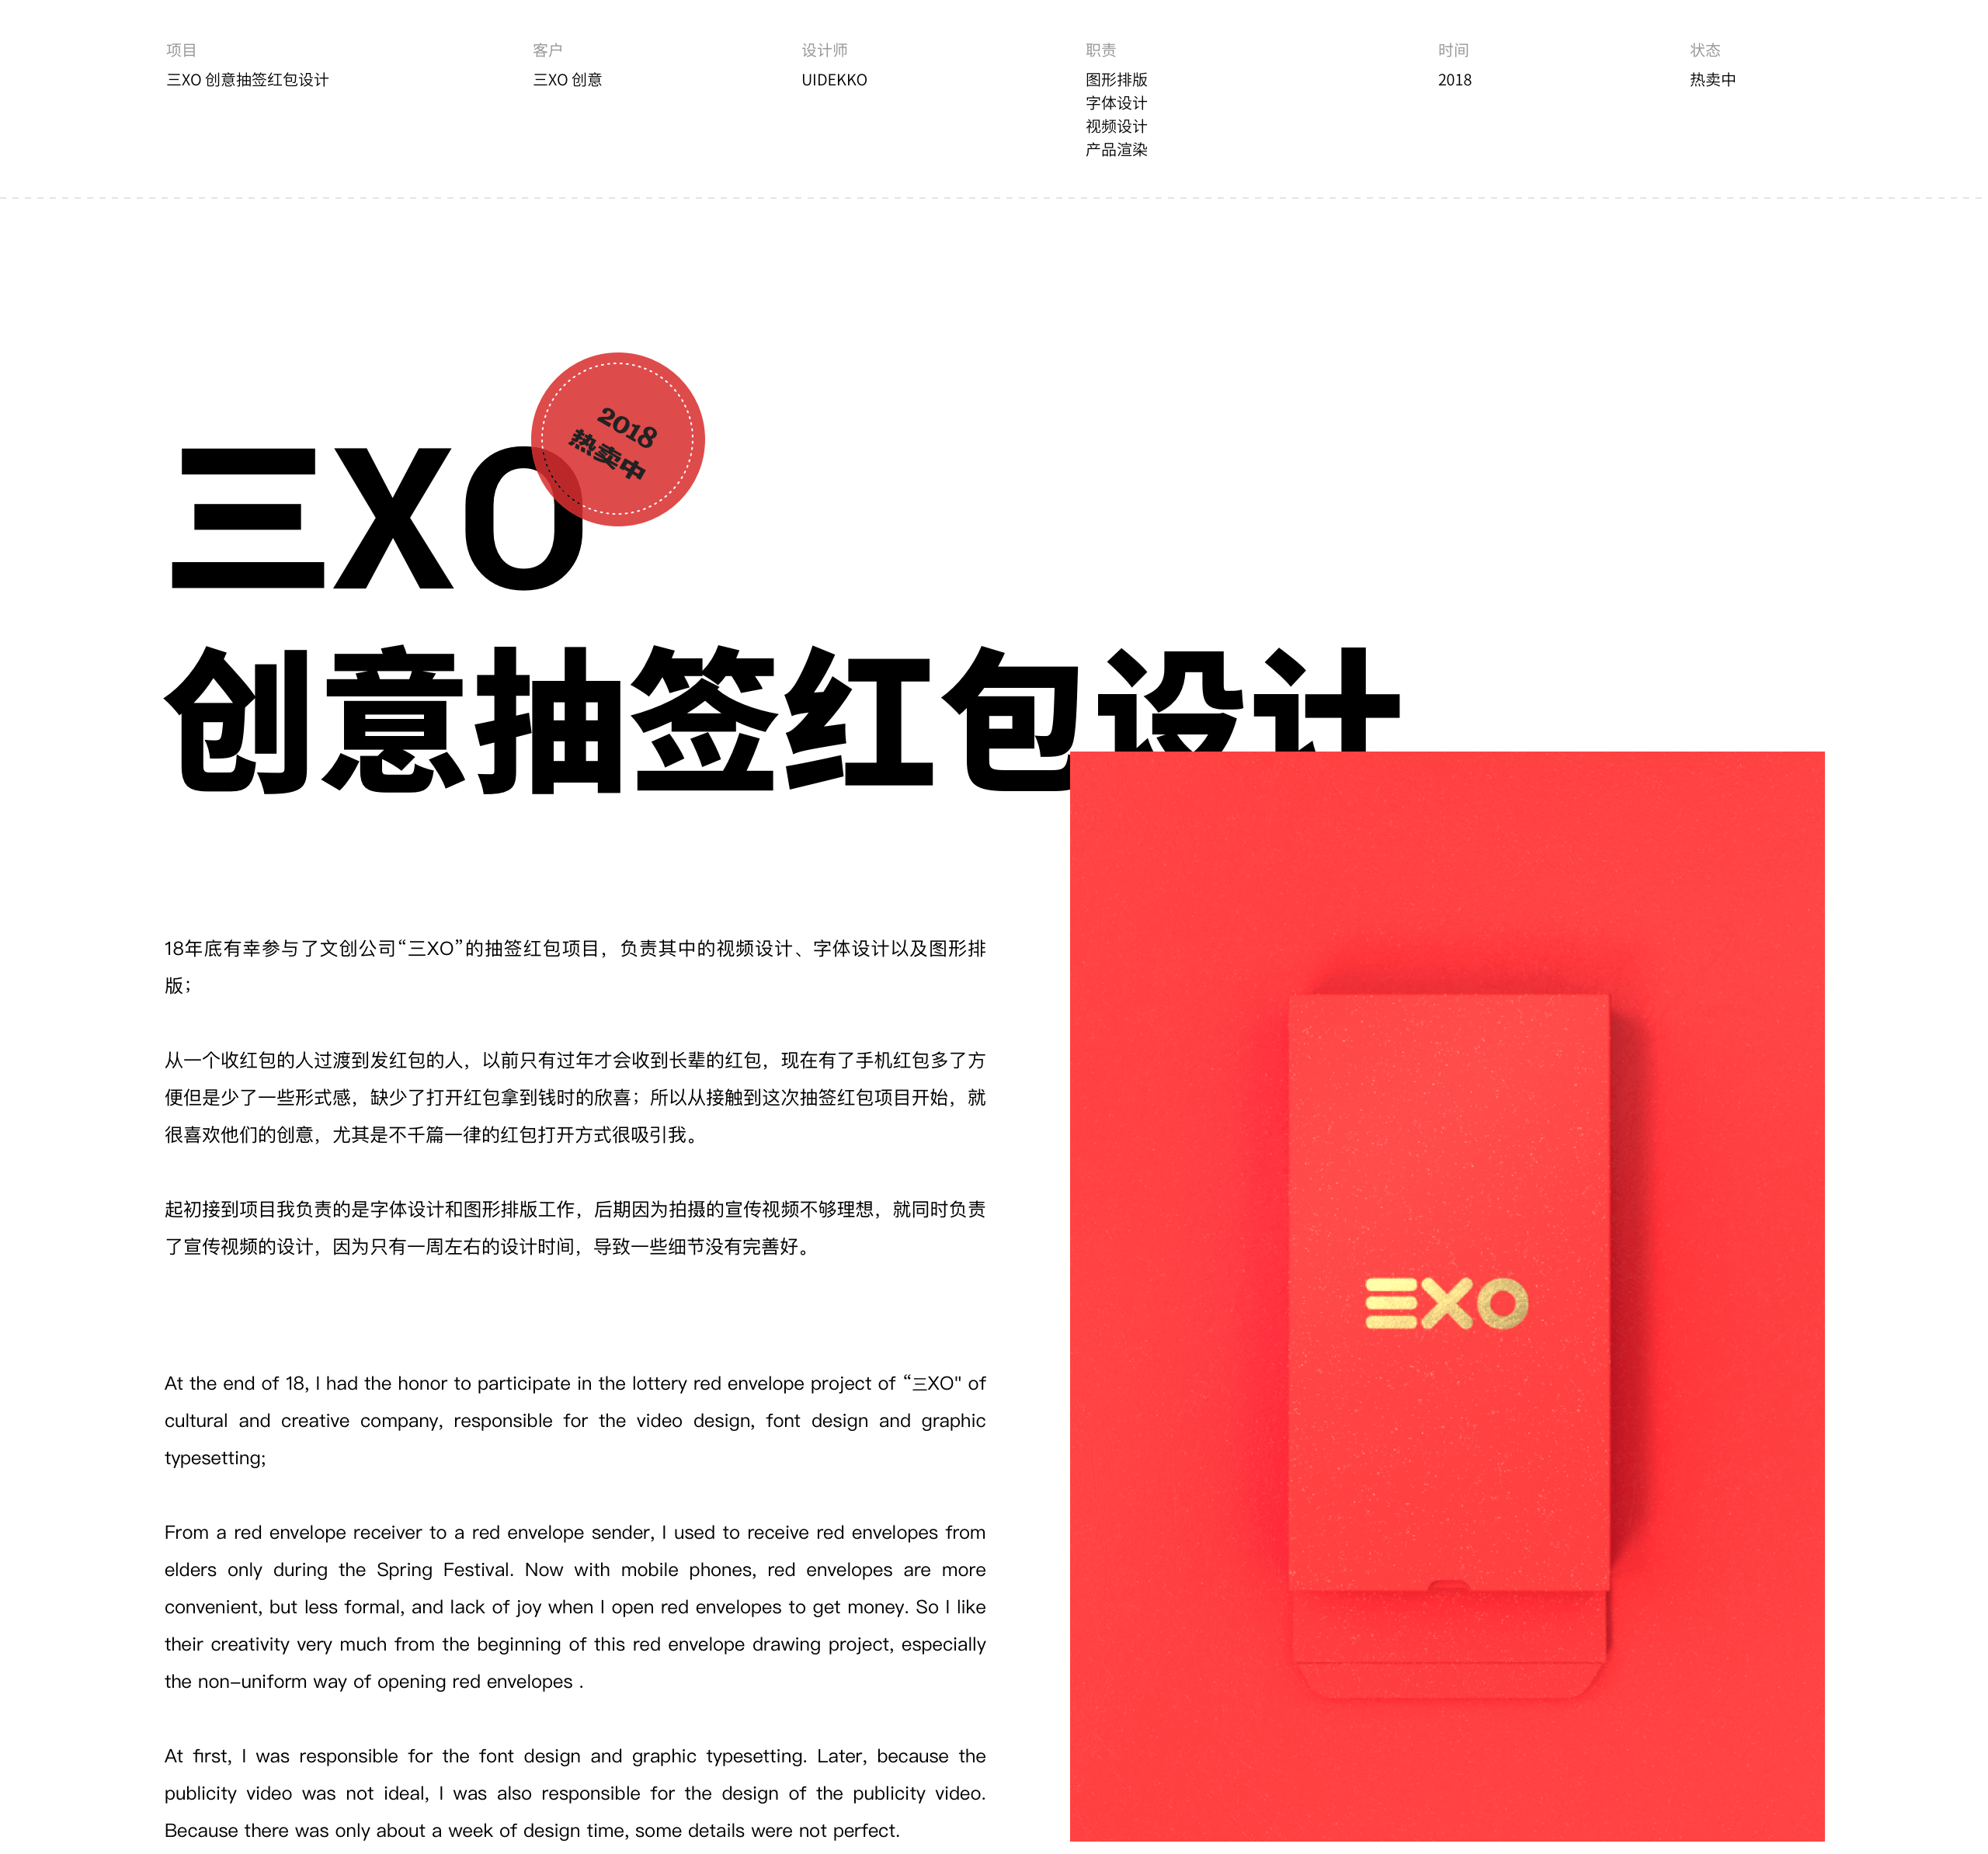 项目
三XO 创意抽签红包设计
客户
三XO 创意
设计师
UIDEKKO
职责
图形排版
字体设计
视频设计
产品渲染
时间
2018
状态
热卖中
2018
热卖中
三XO
创意抽签红包设计
18年底有幸参与了文创公司“三XO”的抽签红包项目，负责其中的视频设计、字体设计以及图形排
版；
从一个收红包的人过渡到发红包的人，以前只有过年才会收到长辈的红包，现在有了手机红包多了方
便但是少了一些形式感，缺少了打开红包拿到钱时的欣喜；所以从接触到这次抽签红包项目开始，就
很喜欢他们的创意，尤其是不千篇一律的红包打开方式很吸引我。
起初接到项目我负责的是字体设计和图形排版工作，后期因为拍摄的宣传视频不够理想，就同时负责
了宣传视频的设计，因为只有一周左右的设计时间，导致一些细节没有完善好。
At the end of 18, I had the honor to participate in the lottery red envelope project of “三XO" of
cultural and creative company, responsible for the video design, font design and graphic
typesetting;
From a red envelope receiver to a red envelope sender, I used to receive red envelopes from
elders only during the Spring Festival. Now with mobile phones, red envelopes are more
convenient, but less formal, and lack of joy when I open red envelopes to get money. So I like
their creativity very much from the beginning of this red envelope drawing project, especially
the non-uniform way of opening red envelopes .
At first, I was responsible for the font design and graphic typesetting. Later, because the
publicity video was not ideal, I was also responsible for the design of the publicity video.
Because there was only about a week of design time, some details were not perfect.
三XO